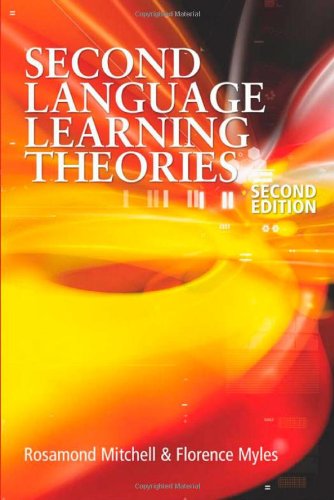 SECOND
LANGUAGE
LEARNING
THEORIES
SECOND
EDITION
Rosamond Mitchell & Florence Myles